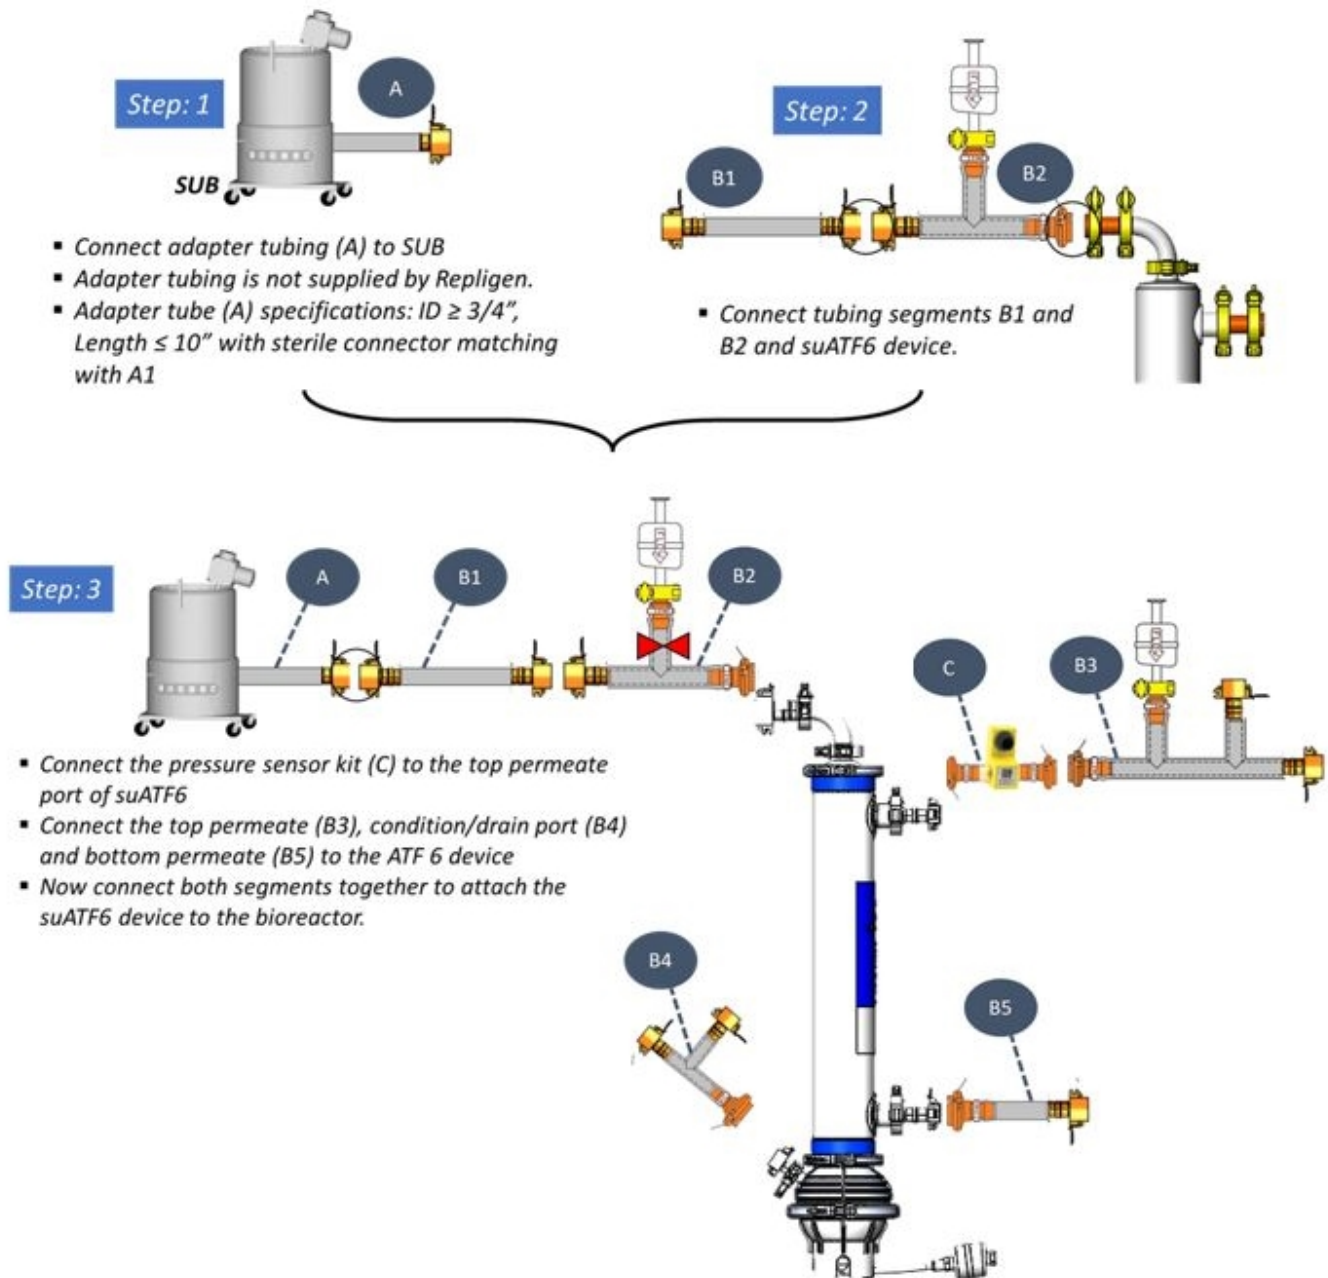 Step: 1
A
SUB
▪ Connect adapter tubing (A) to SUB
▪ Adapter tubing is not supplied by Repligen.
▪ Adapter tube (A) specifications: ID ≥ 3/4”,
Length ≤ 10” with sterile connector matching
with A1
Step: 2
B1
B2
▪ Connect tubing segments B1 and
B2 and suATF6 device.
Step: 3
A
B1
B2
C
B3
▪ Connect the pressure sensor kit (C) to the top permeate
port of suATF6
▪ Connect the top permeate (B3), condition/drain port (B4)
and bottom permeate (B5) to the ATF 6 device
▪ Now connect both segments together to attach the
suATF6 device to the bioreactor.
B4
B5